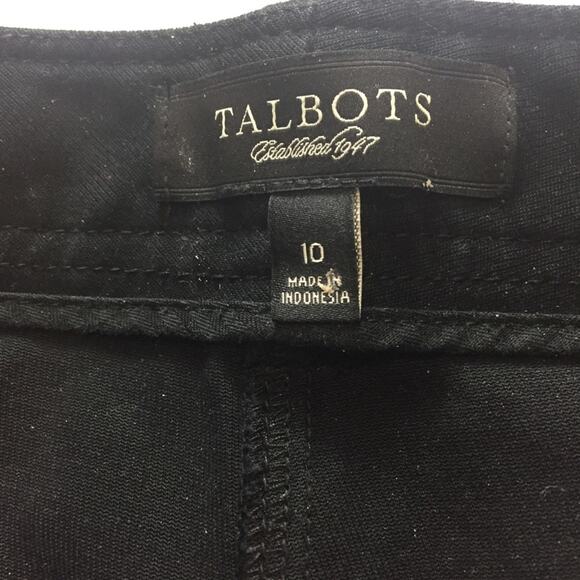 TALBOTS
Established 1947
10
MADE IN
INDONESIA